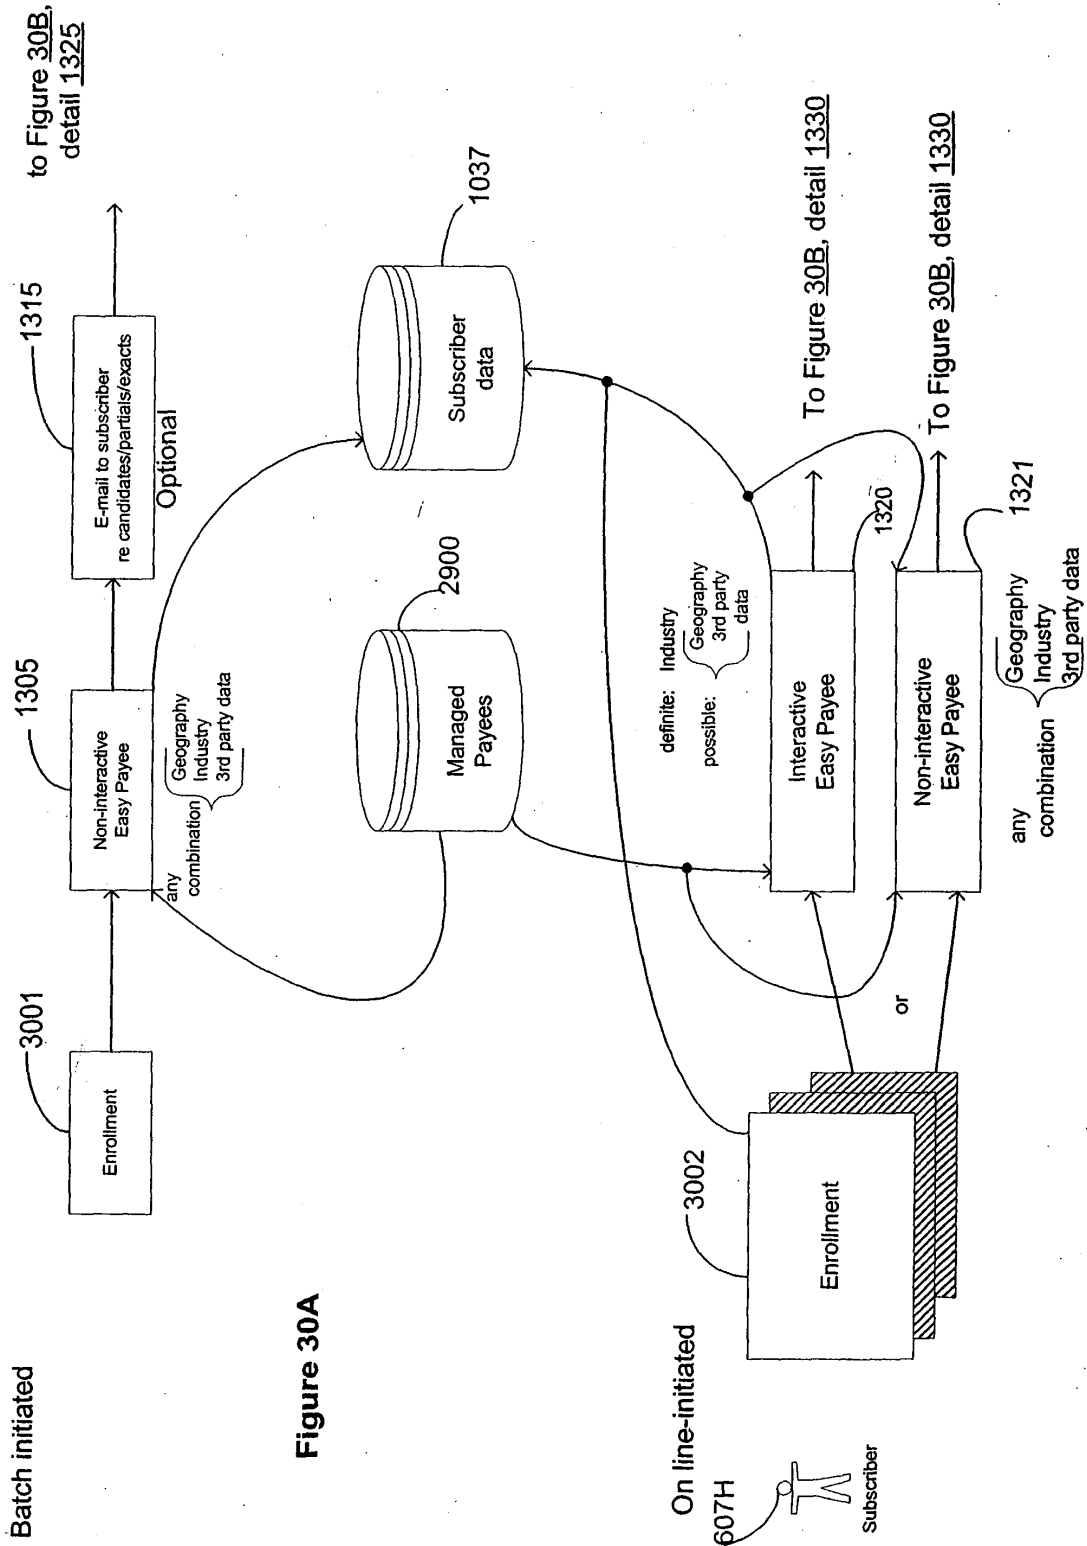 Batch initiated
3001
Enrollment
1305
Non-interactive
Easy Payee
any
combination
Geography
Industry
3rd party data
1315
E-mail to subscriber
re candidates/partials/exacts
Optional
to Figure 30B,
detail 1325
Figure 30A
2900
Managed
Payees
1037
Subscriber
data
On line-initiated
607H
Subscriber
3002
Enrollment
or
definite:
Industry
possible:
Geography
3rd party
data
Interactive
Easy Payee
1320
To Figure 30B, detail 1330
Non-interactive
Easy Payee
1321
To Figure 30B, detail 1330
any
combination
Geography
Industry
3rd party data